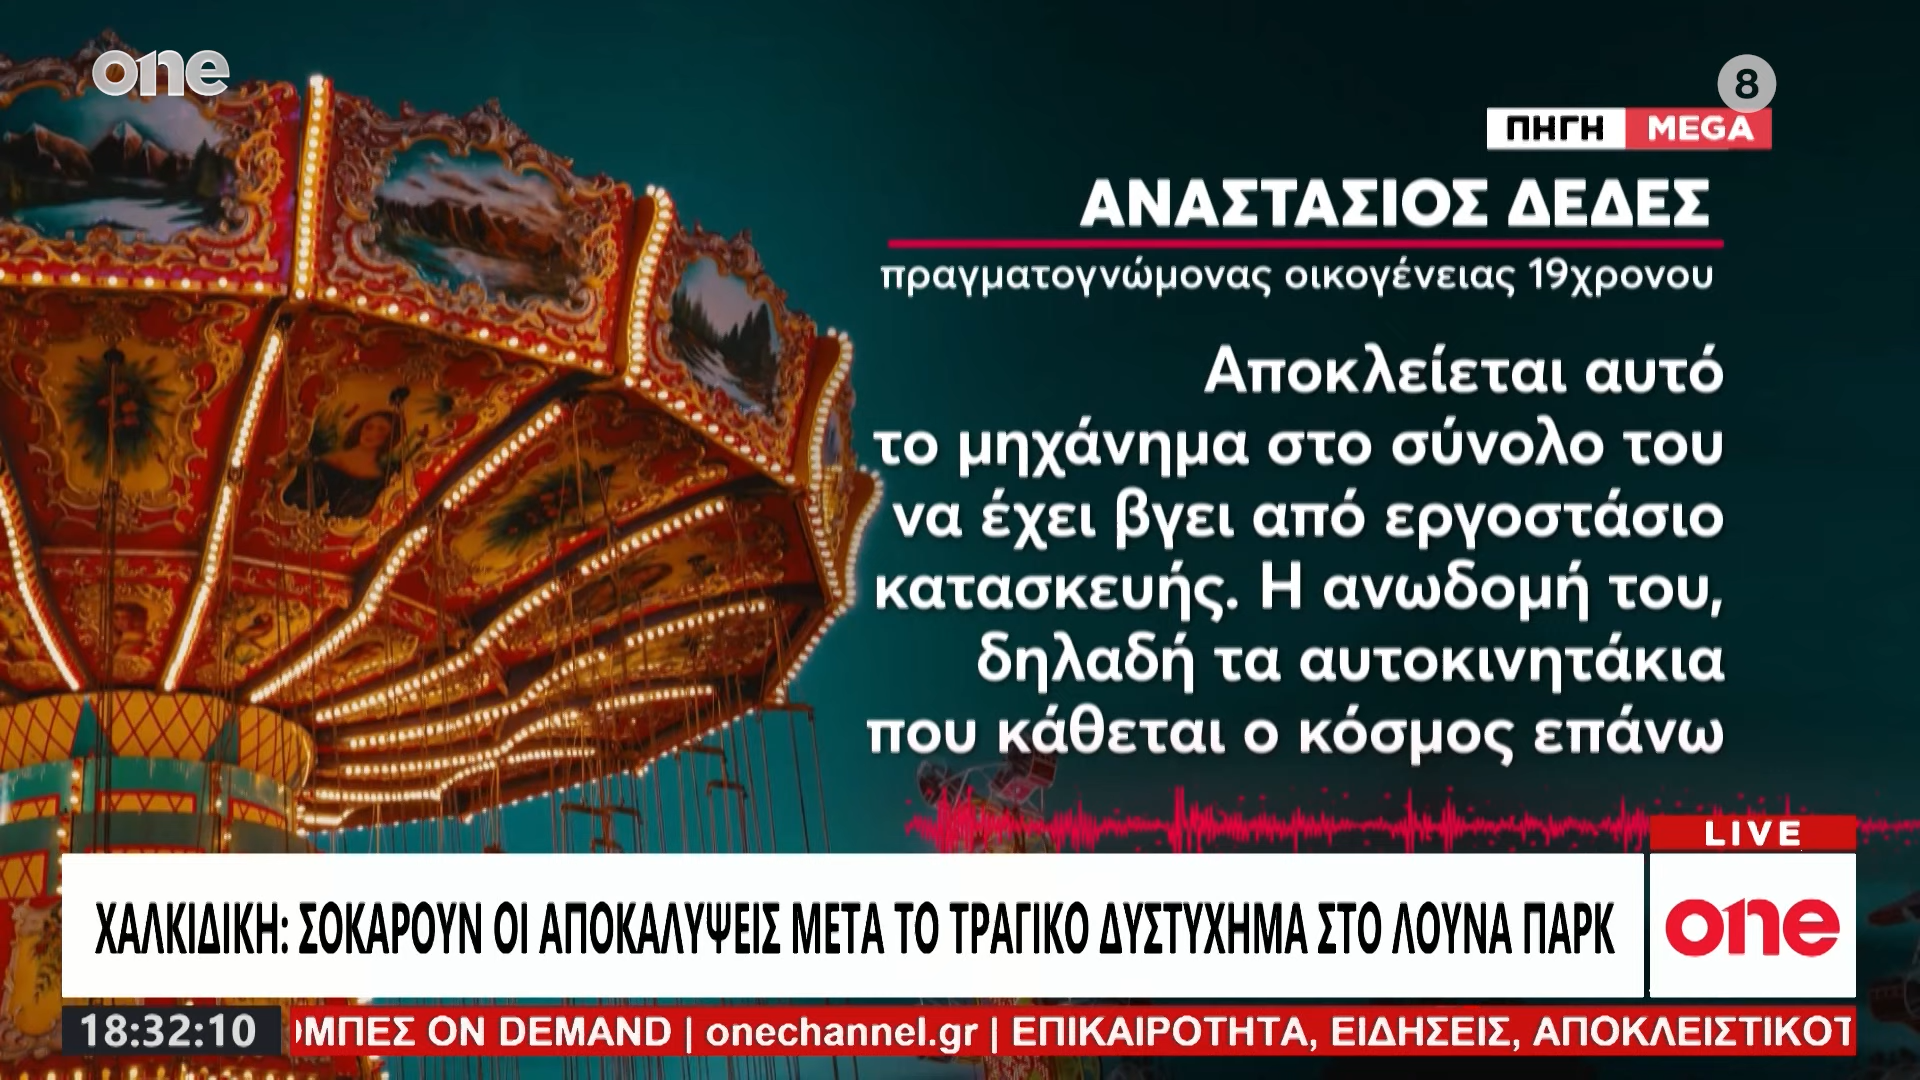 one
8
ΠΗΓΗ MEGA
ΑΝΑΣΤΑΣΙΟΣ ΔΕΔΕΣ
πραγματογνώμονας οικογένειας 19χρονου
Αποκλείεται αυτό
το μηχάνημα στο σύνολο του
να έχει βγει από εργοστάσιο
κατασκευής. Η ανωδομή του,
δηλαδή τα αυτοκινητάκια
που κάθεται ο κόσμος επάνω
LIVE
ΧΑΛΚΙΔΙΚΗ: ΣΟΚΑΡΟΥΝ ΟΙ ΑΠΟΚΑΛΥΨΕΙΣ ΜΕΤΑ ΤΟ ΤΡΑΓΙΚΟ ΔΥΣΤΥΧΗΜΑ ΣΤΟ ΛΟΥΝΑ ΠΑΡΚ
one
18:32:10 ΟΜΠΕΣ ON DEMAND | onechannel.gr | ΕΠΙΚΑΙΡΟΤΗΤΑ, ΕΙΔΗΣΕΙΣ, ΑΠΟΚΛΕΙΣΤΙΚΟΤ